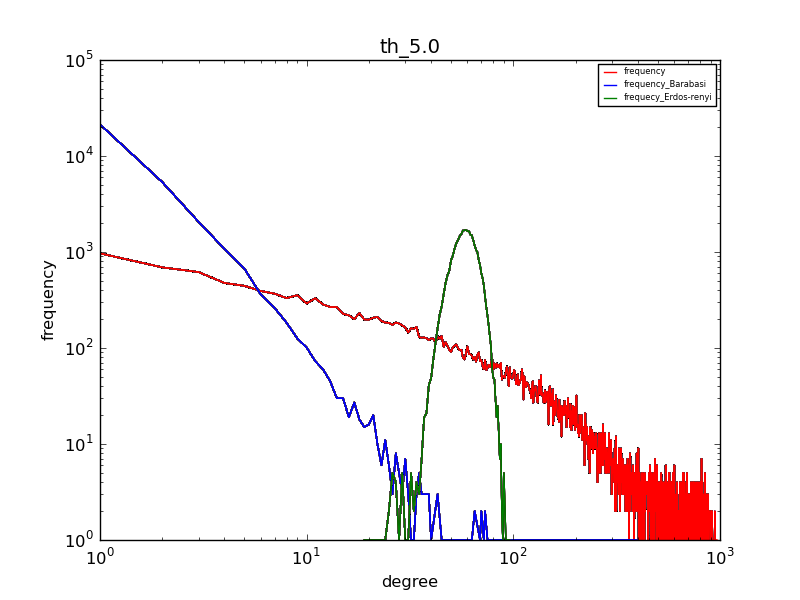 th_5.0
10^5
10^4
10^3
10^2
10^1
10^0
frequency
frequency
frequency_Barabasi
frequecy_Erdos-renyi
10^0
10^1
10^2
10^3
degree